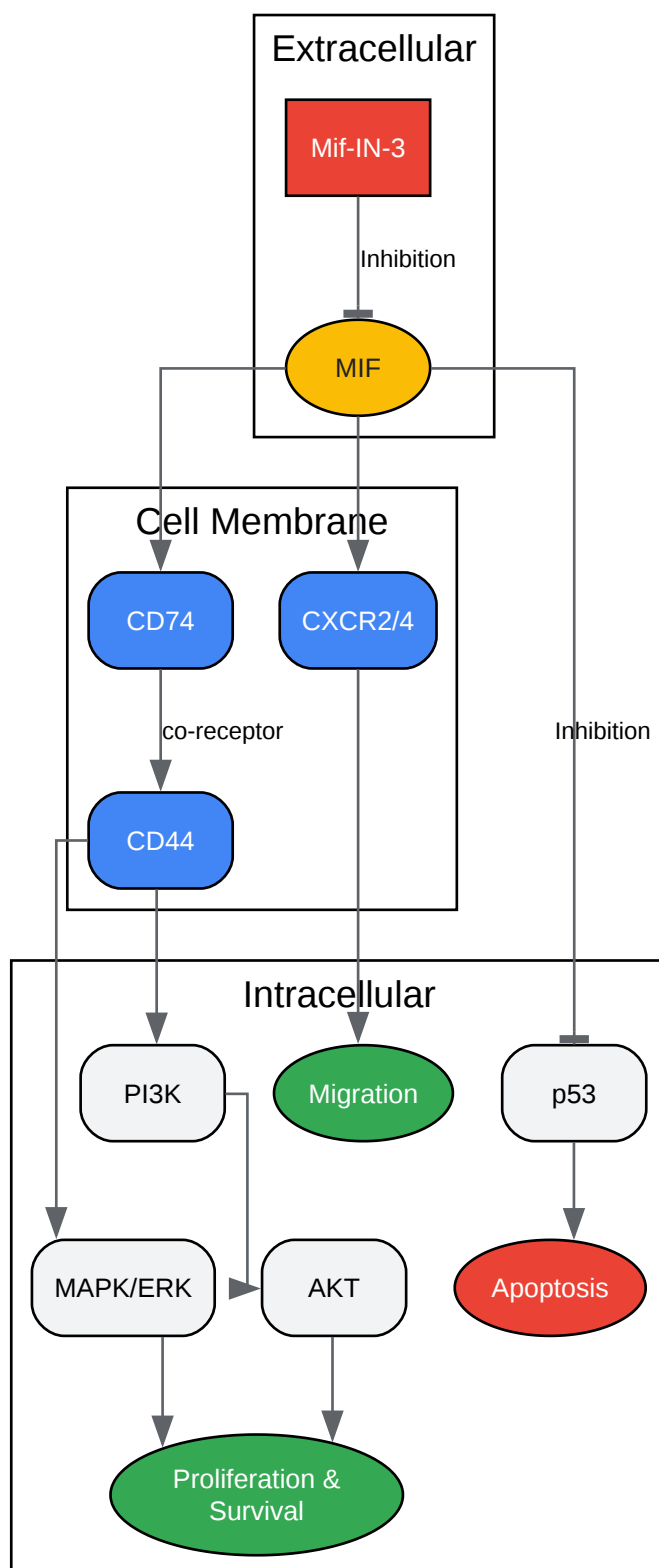 Extracellular
Mif-IN-3
Inhibition
MIF
Cell Membrane
CD74
CXCR2/4
co-receptor
Inhibition
CD44
Intracellular
PI3K
Migration
p53
MAPK/ERK
AKT
Apoptosis
Proliferation &
Survival